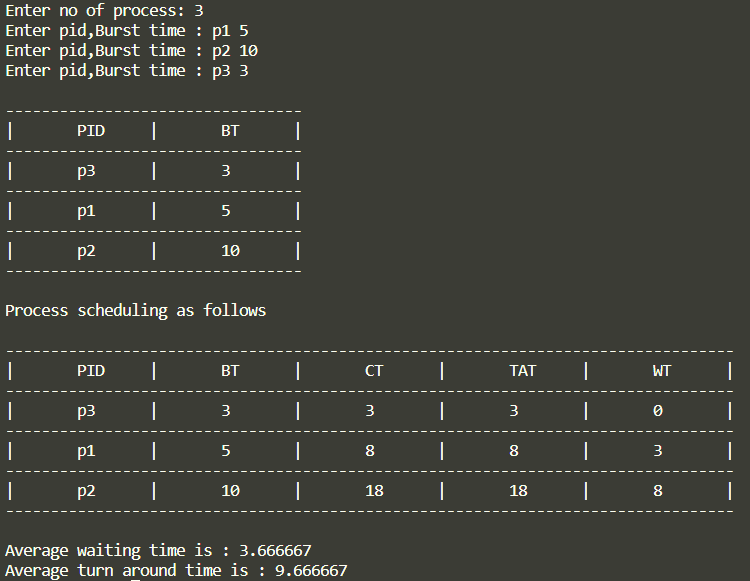 Enter no of process: 3
Enter pid,Burst time : p1 5
Enter pid,Burst time : p2 10
Enter pid,Burst time : p3 3
---------------------------------
|       PID     |       BT      |
---------------------------------
|       p3      |       3       |
---------------------------------
|       p1      |       5       |
---------------------------------
|       p2      |       10      |
---------------------------------
Process scheduling as follows
---------------------------------------------------------------------------------
|       PID     |       BT      |       CT      |       TAT     |       WT      |
---------------------------------------------------------------------------------
|       p3      |       3       |       3       |       3       |       0       |
---------------------------------------------------------------------------------
|       p1      |       5       |       8       |       8       |       3       |
---------------------------------------------------------------------------------
|       p2      |       10      |       18      |       18      |       8       |
---------------------------------------------------------------------------------
Average waiting time is : 3.666667
Average turn around time is : 9.666667